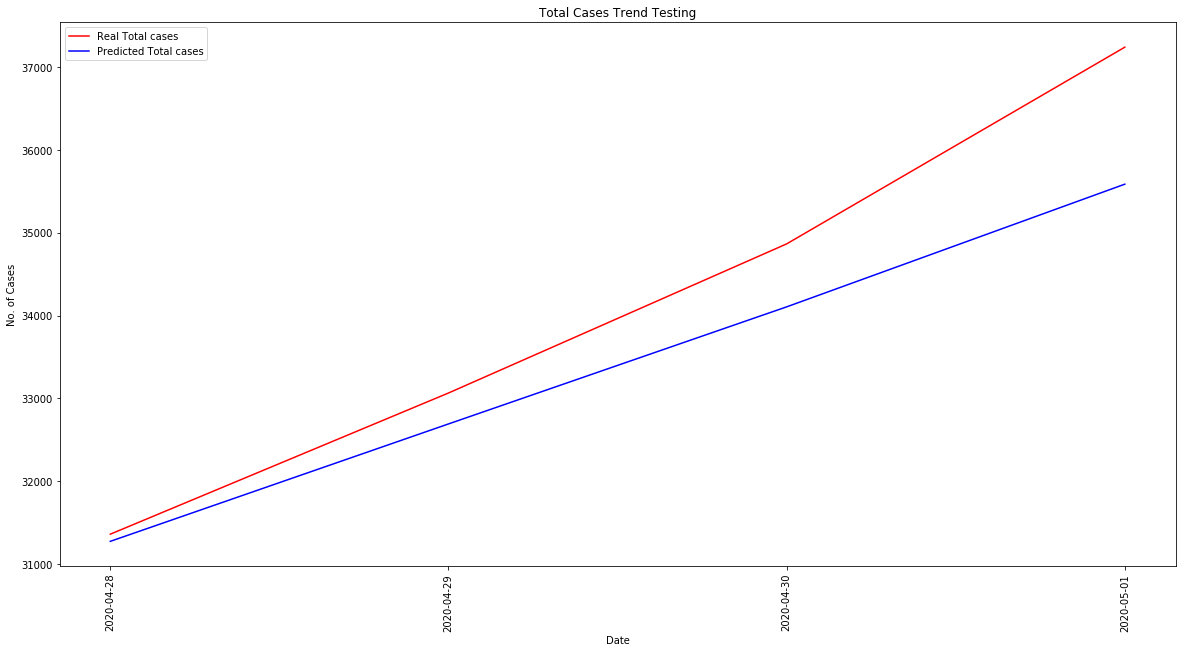 Total Cases Trend Testing
Real Total cases
Predicted Total cases
No. of Cases
37000
36000
35000
34000
33000
32000
31000
2020-04-28
2020-04-29
2020-04-30
2020-05-01
Date